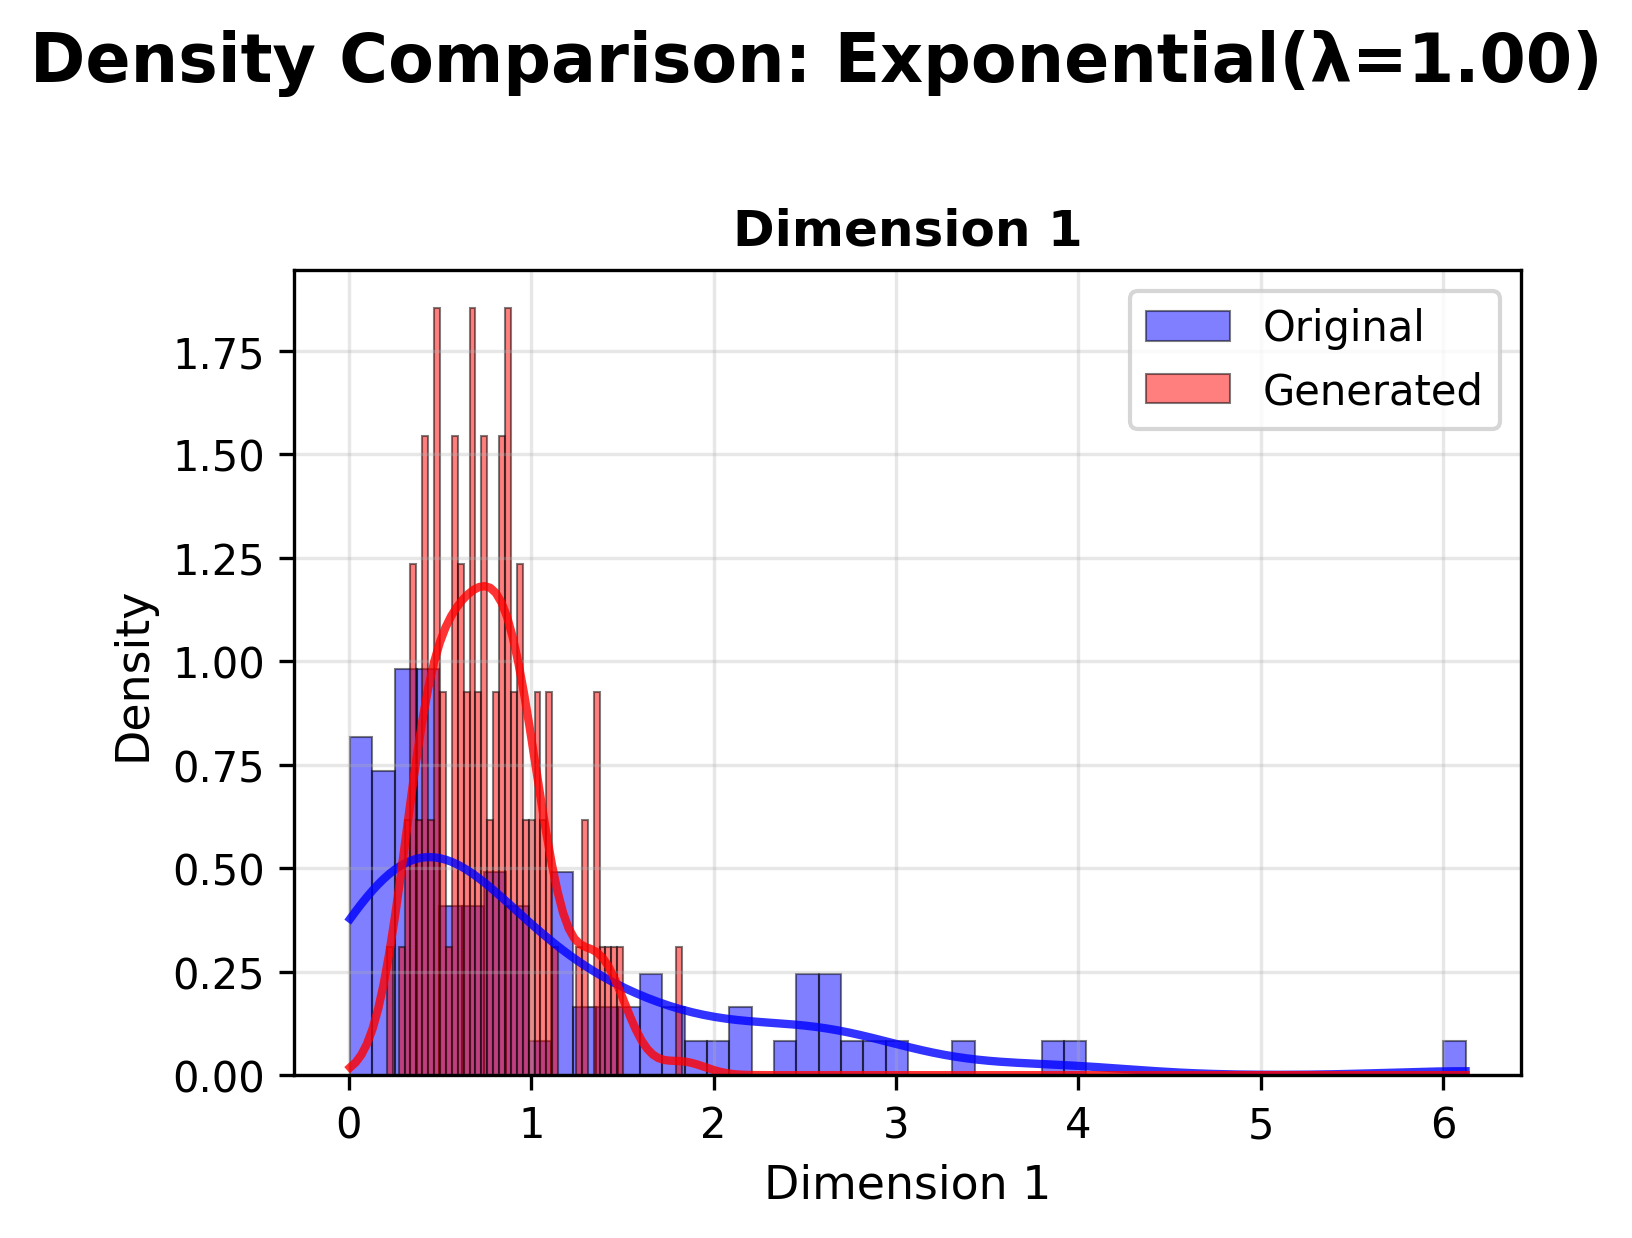 Density Comparison: Exponential(λ=1.00)
Dimension 1
Original
Generated
1.75
1.50
1.25
1.00
0.75
0.50
0.25
0.00
Density
0 1 2 3 4 5 6
Dimension 1